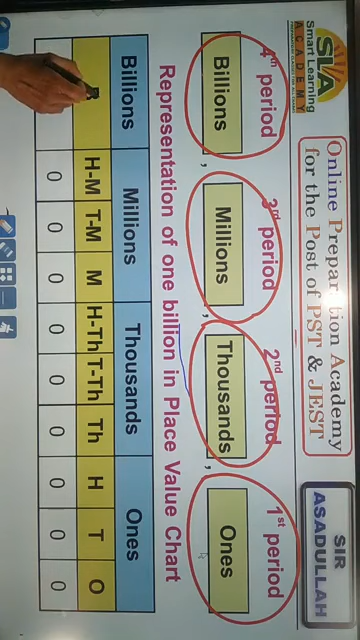 SLA
Smart Learning
ACADEMY
Online Preparation Academy
for the Post of PST & JEST
SIR
ASADULLAH
4th period 3rd period 2nd period 1st period
Billions , Millions , Thousands , Ones
Representation of one billion in Place Value Chart
Billions Millions Thousands Ones
H-M T-M M H-Th T-Th Th H T O
0 0 0 0 0 0 0 0 0